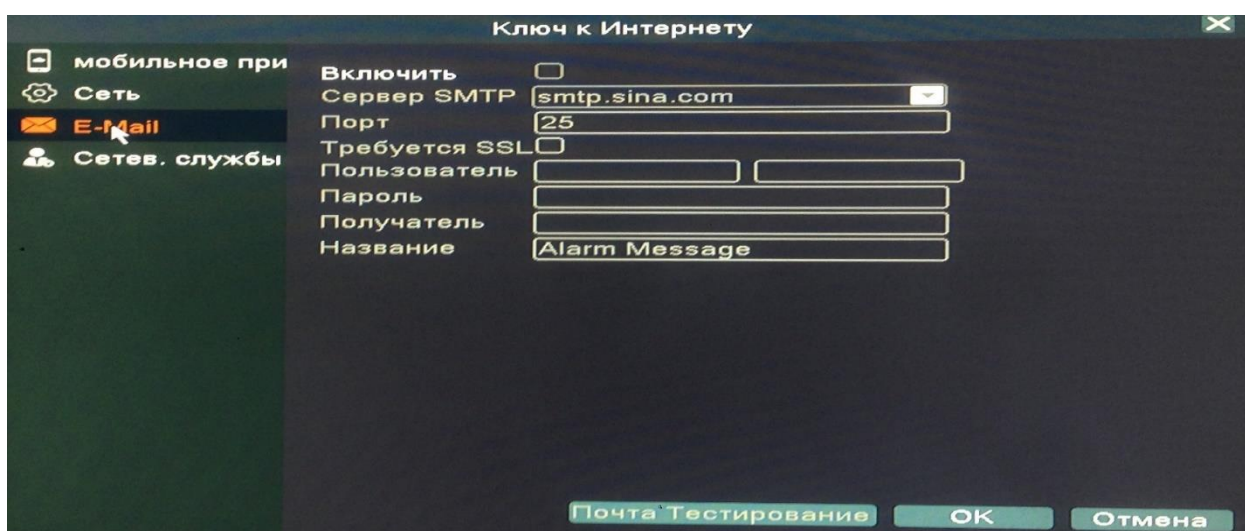 Ключ к Интернету
мобильное при
Сеть
E-Mail
Сетев. службы
Включить
Сервер SMTP smtp.sina.com
Порт 25
Требуется SSL
Пользователь
Пароль
Получатель
Название Alarm Message
Почта Тестирование OK Отмена